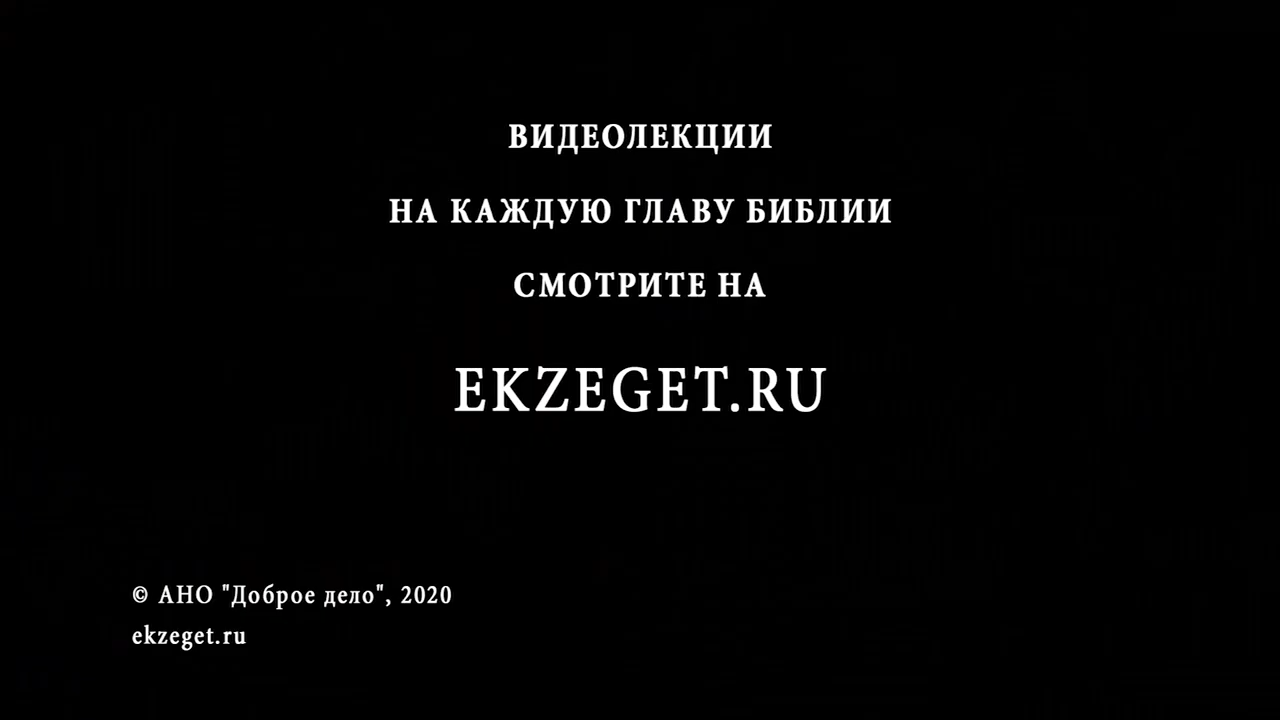 ВИДЕОЛЕКЦИИ
НА КАЖДУЮ ГЛАВУ БИБЛИИ
СМОТРИТЕ НА
EKZEGET.RU
© АНО "Доброе дело", 2020
ekzeget.ru